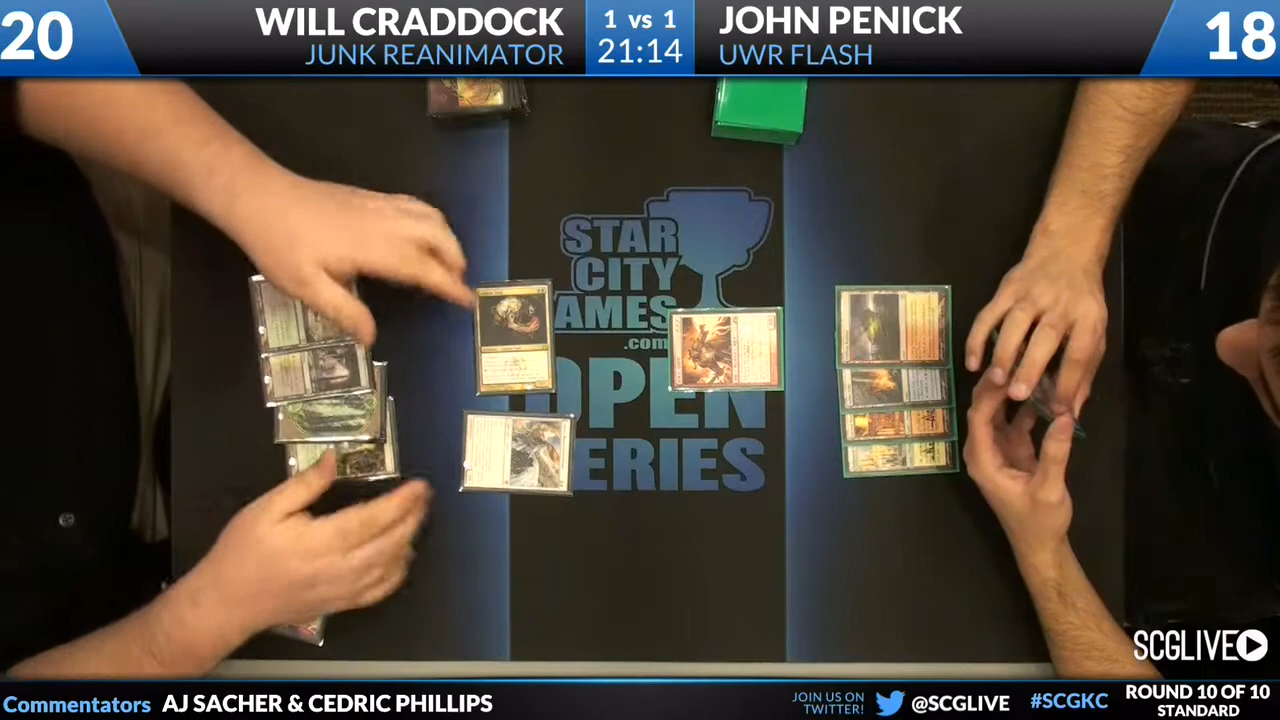 20
WILL CRADDOCK
JUNK REANIMATOR
1 vs 1
21:14
JOHN PENICK
UWR FLASH
18
STAR
CITY
GAMES
.com
OPEN
SERIES
SCGLIVE
Commentators AJ SACHER & CEDRIC PHILLIPS
JOIN US ON
TWITTER!
@SCGLIVE
#SCGKC
ROUND 10 OF 10
STANDARD